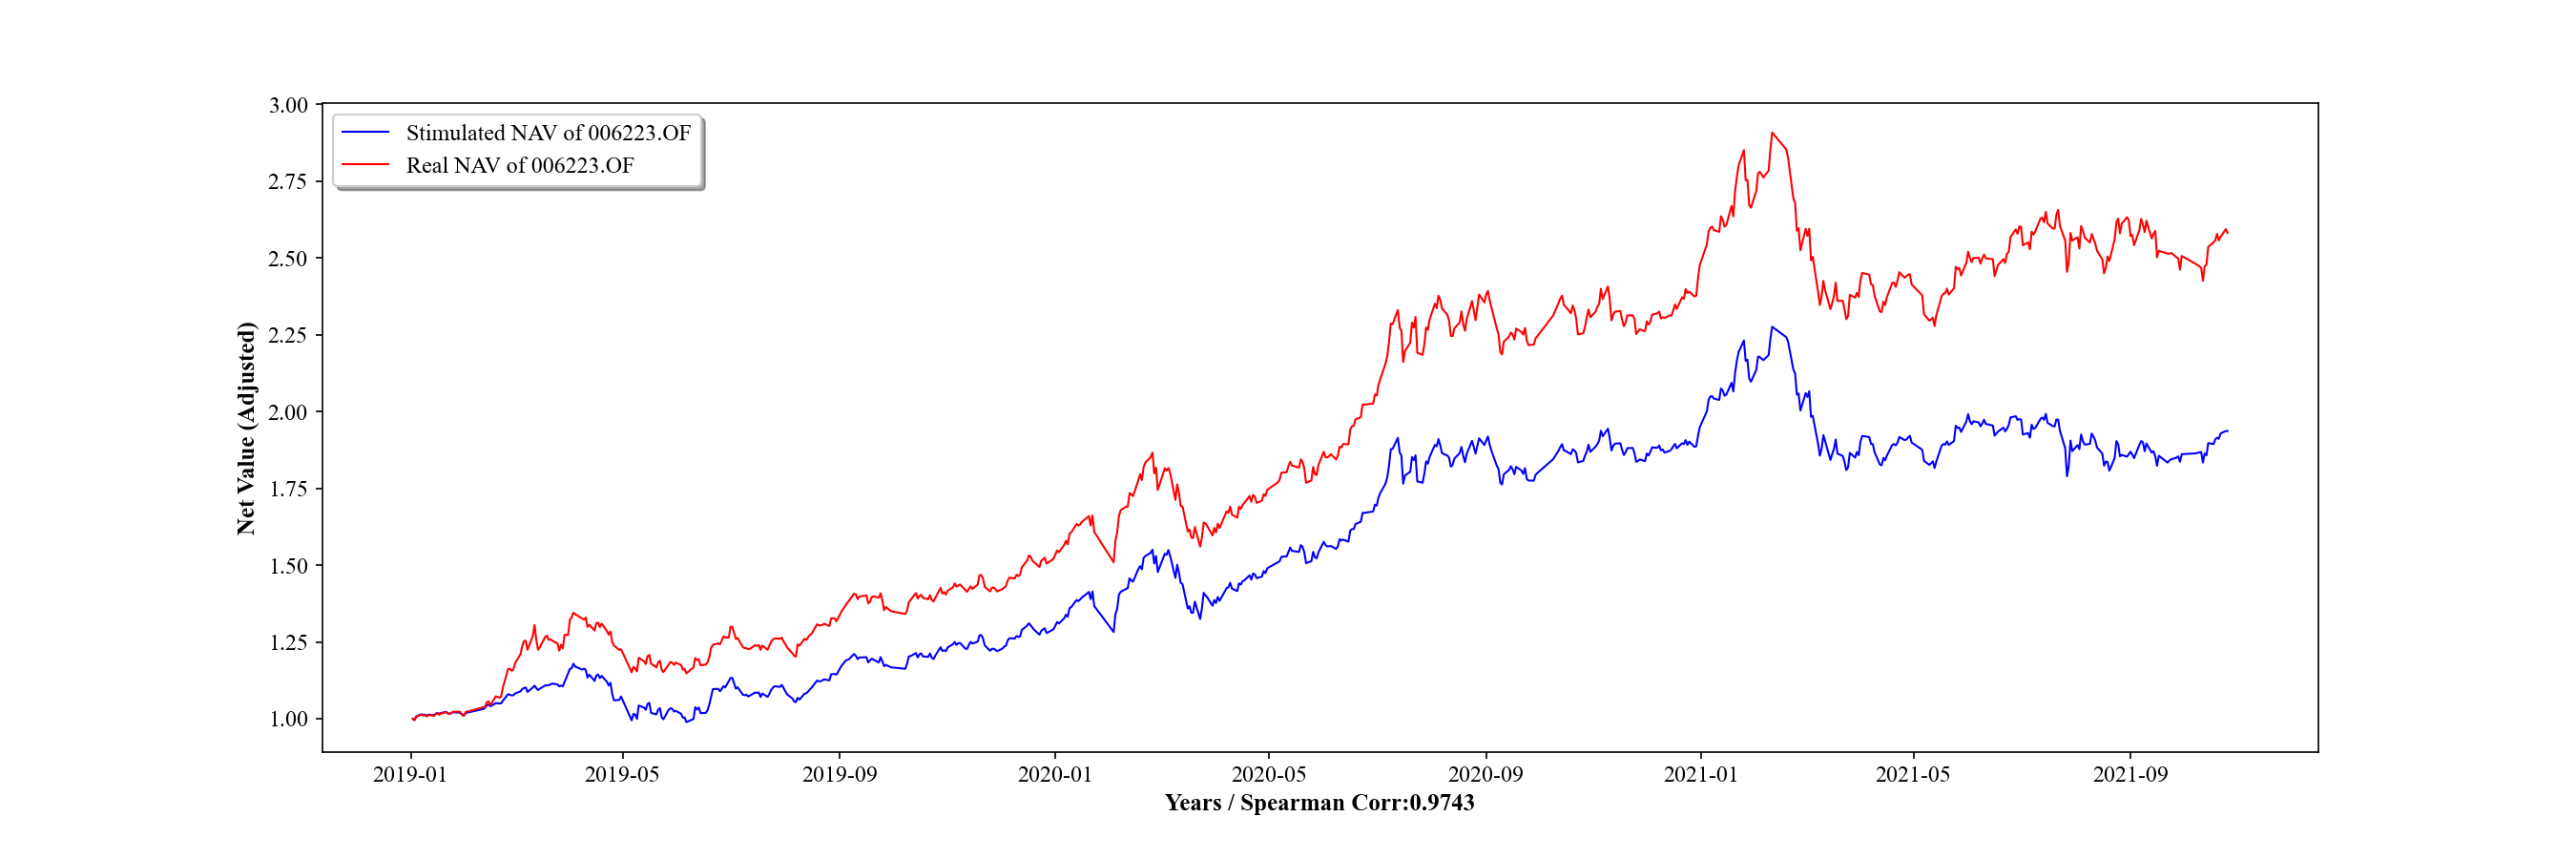 Stimulated NAV of 006223.OF
Real NAV of 006223.OF
Net Value (Adjusted)
3.00
2.75
2.50
2.25
2.00
1.75
1.50
1.25
1.00
2019-01 2019-05 2019-09 2020-01 2020-05 2020-09 2021-01 2021-05 2021-09
Years / Spearman Corr:0.9743